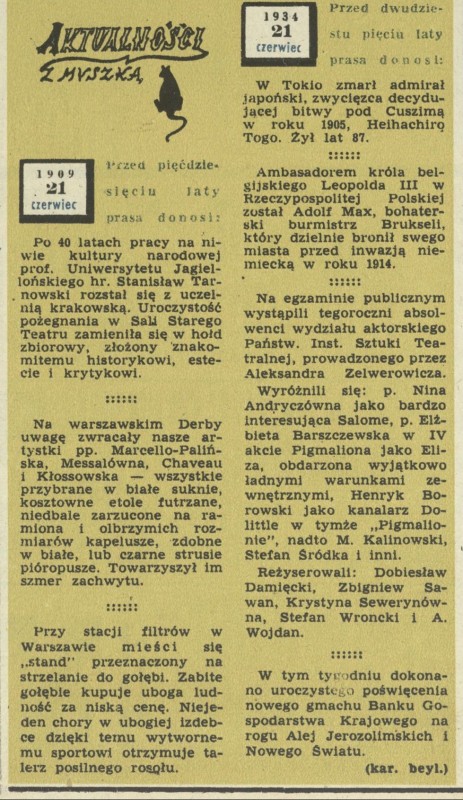 AKTUALNOŚCI
Z MYSZKĄ
1909
21
czerwiec
Przed pięćdzie-
sięciu laty
prasa donosi:
Po 40 latach pracy na ni-
wie kultury narodowej
prof. Uniwersytetu Jagiel-
lońskiego hr. Stanisław Tar-
nowski rozstał się z uczel-
nią krakowską. Uroczystość
pożegnania w Sali Starego
Teatru zamieniła się w hołd
zbiorowy, złożony znako-
mitemu historykowi, este-
cie i krytykowi.
Na warszawskim Derby
uwagę zwracały nasze ar-
tystki pp. Marcello-Paliń-
ska, Messalówna, Chaveau
i Kłossowska — wszystkie
przybrane w białe suknie,
kosztowne etole futrzane,
niedbale zarzucone na ra-
miona i olbrzymich roz-
miarów kapelusze, zdobne
w białe, lub czarne strusie
pióropusze. Towarzyszył im
szmer zachwytu.
Przy stacji filtrów w
Warszawie mieści się
„stand” przeznaczony na
strzelanie do gołębi. Zabite
gołębie kupuje uboga lud-
ność za niską cenę. Nieje-
den chory w ubogiej izdeb-
ce dzięki temu wytworne-
mu sportowi otrzymuje ta-
lerz posilnego rosołu.
1934
21
czerwiec
Przed dwudzie-
stu pięciu laty
prasa donosi:
W Tokio zmarł admirał
japoński, zwycięzca decydu-
jącej bitwy pod Cuszimą
w roku 1905, Heihachiro
Togo. Żył lat 87.
Ambasadorem króla bel-
gijskiego Leopolda III w
Rzeczypospolitej Polskiej
został Adolf Max, bohater-
ski burmistrz Brukseli,
który dzielnie bronił swego
miasta przed inwazją nie-
miecką w roku 1914.
Na egzaminie publicznym
wystąpili tegoroczni absol-
wenci wydziału aktorskiego
Państw. Inst. Sztuki Tea-
tralnej, prowadzonego przez
Aleksandra Zelwerowicza.
Wyróżnili się: p. Nina
Andryczówna jako bardzo
interesująca Salome, p. Elż-
bieta Barszczewska w IV
akcie Pigmaliona jako Eli-
za, obdarzona wyjątkowo
ładnymi warunkami ze-
wnętrznymi, Henryk Bo-
rowski jako kanalarz Do-
little w tymże „Pigmalio-
nie”, nadto M. Kalinowski,
Stefan Śródka i inni.
Reżyserowali: Dobiesław
Damięcki, Zbigniew Sa-
wan, Krystyna Sewerynów-
na, Stefan Wroncki i A.
Wojdan.
W tym tygodniu dokona-
no uroczystego poświęcenia
nowego gmachu Banku Go-
spodarstwa Krajowego na
rogu Alej Jerozolimskich i
Nowego Światu.
(kar. beyl.)